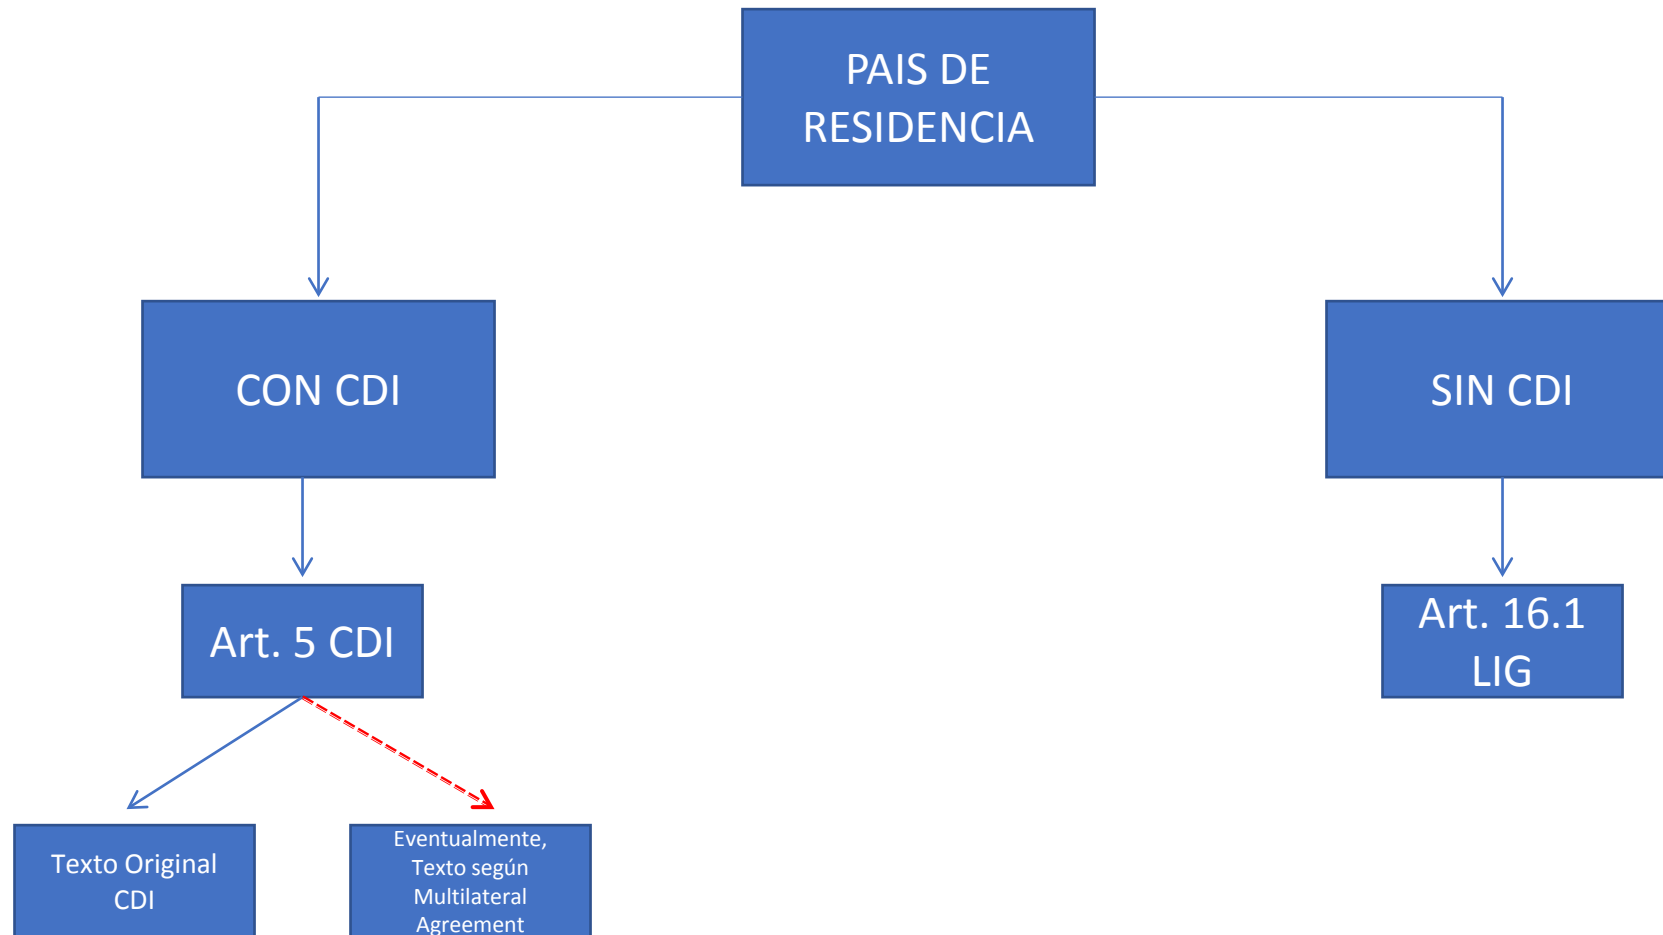 PAIS DE
RESIDENCIA
CON CDI
SIN CDI
Art. 5 CDI
Art. 16.1
LIG
Texto Original
CDI
Eventualmente,
Texto según
Multilateral
Agreement